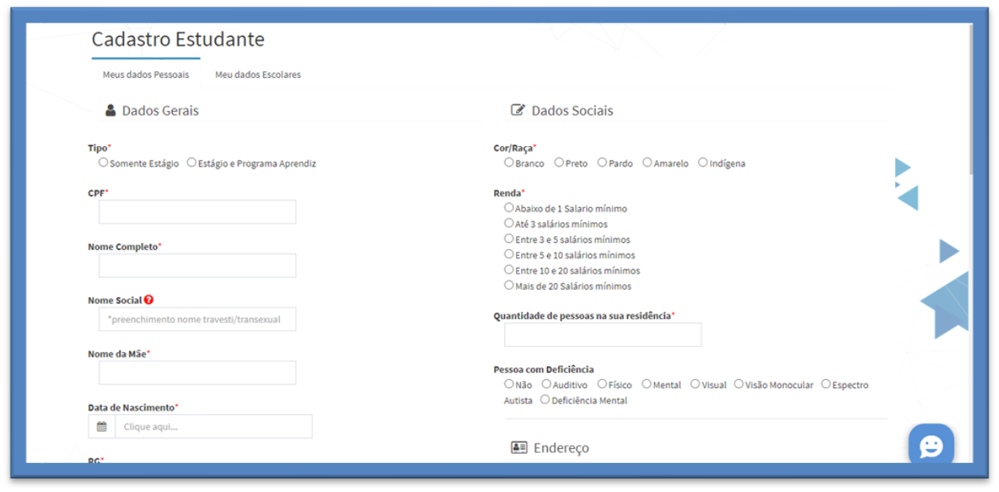 Cadastro Estudante
Meus dados Pessoais
Meu dados Escolares
Dados Gerais
Tipo*
Somente Estágio
Estágio e Programa Aprendiz
CPF*
Nome Completo*
Nome Social ?
*preenchimento nome travesti/transexual
Nome da Mãe*
Data de Nascimento*
Clique aqui...
RG*
Dados Sociais
Cor/Raça*
Branco
Preto
Pardo
Amarelo
Indígena
Renda*
Abaixo de 1 Salario mínimo
Até 3 salários mínimos
Entre 3 e 5 salários mínimos
Entre 5 e 10 salários mínimos
Entre 10 e 20 salários mínimos
Mais de 20 Salários mínimos
Quantidade de pessoas na sua residência*
Pessoa com Deficiência
Não
Auditivo
Físico
Mental
Visual
Visão Monocular
Espectro
Autista
Deficiência Mental
Endereço